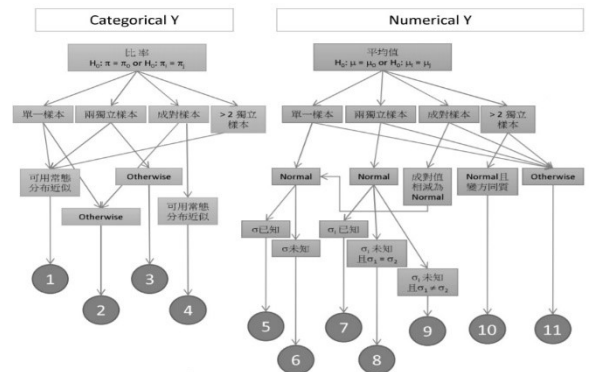 Categorical Y
Numerical Y
比率
H₀: π = π₀ or H₀: πᵢ = πⱼ
平均值
H₀: μ = μ₀ or H₀: μᵢ = μⱼ
單一樣本
兩獨立樣本
成對樣本
> 2 獨立
樣本
單一樣本
兩獨立樣本
成對樣本
> 2 獨立
樣本
可用常態
分布近似
Otherwise
Otherwise
可用常態
分布近似
Normal
Normal
成對值
相減為
Normal
Normal且
變方同質
Otherwise
σ已知
σ未知
σᵢ 已知
σᵢ 未知
且σ₁ = σ₂
σᵢ 未知
且σ₁ ≠ σ₂
1
2
3
4
5
6
7
8
9
10
11